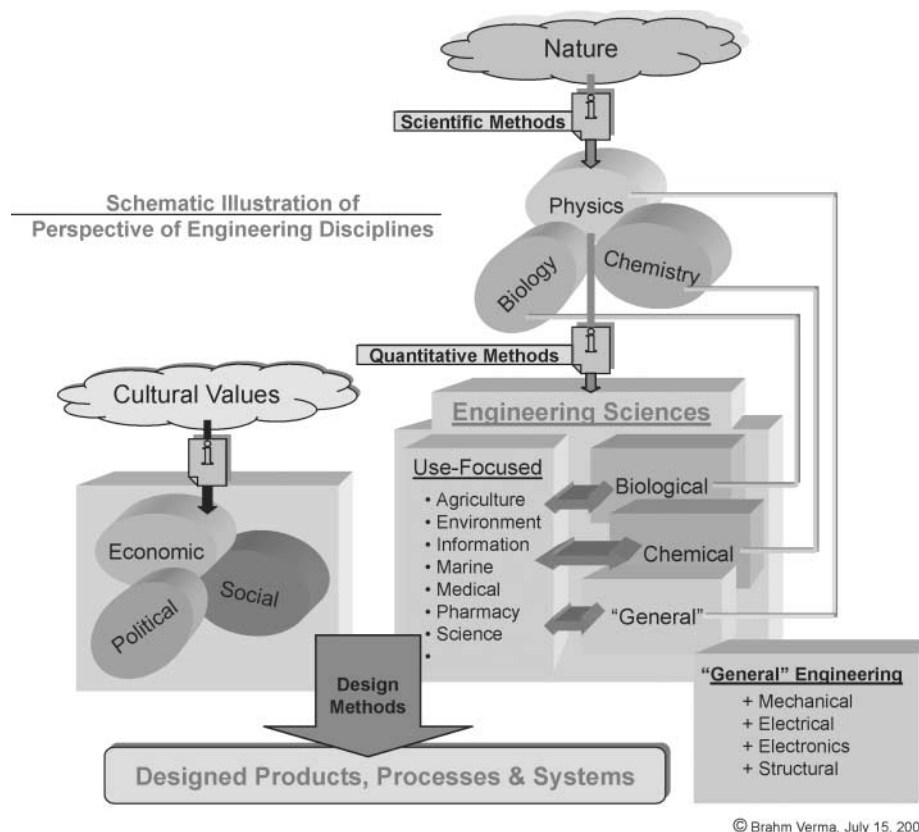 Nature
i
Scientific Methods
Schematic Illustration of
Perspective of Engineering Disciplines
Physics
Biology
Chemistry
i
Quantitative Methods
Cultural Values
i
Economic
Social
Political
Engineering Sciences
Use-Focused
• Agriculture
• Environment
• Information
• Marine
• Medical
• Pharmacy
• Science
•
Biological
Chemical
“General”
Design
Methods
“General” Engineering
+ Mechanical
+ Electrical
+ Electronics
+ Structural
Designed Products, Processes & Systems
© Brahm Verma, July 15, 200